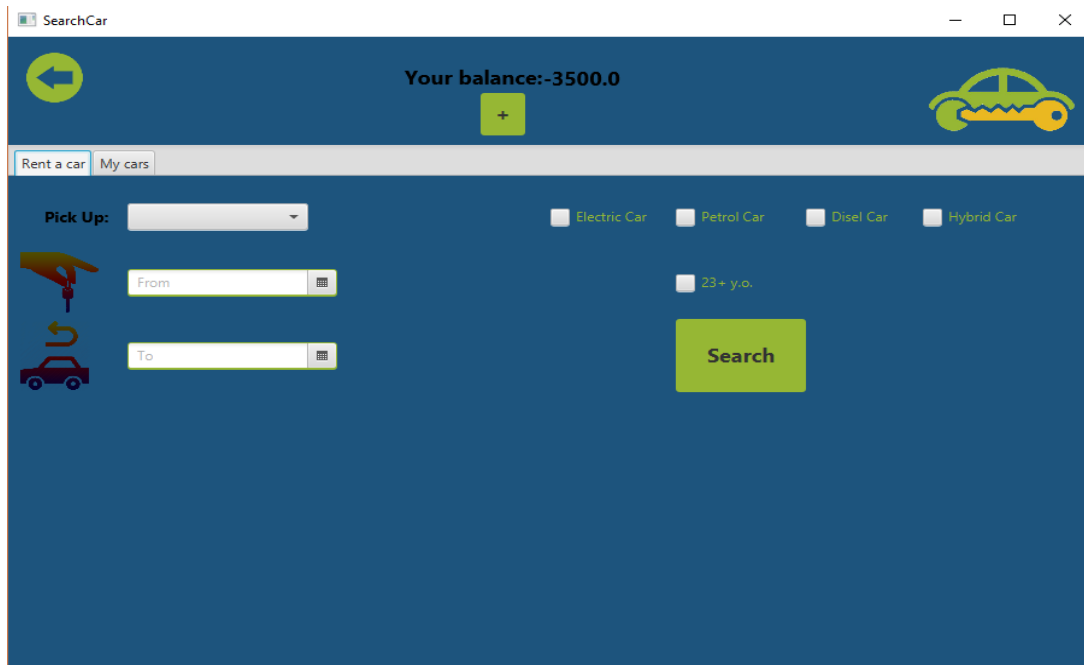 SearchCar
Your balance:-3500.0
+
Rent a car My cars
Pick Up: Electric Car Petrol Car Disel Car Hybrid Car
From 23+ y.o.
To Search